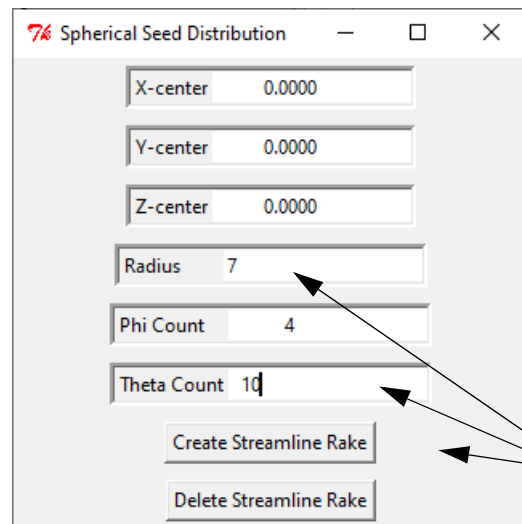 Spherical Seed Distribution
X-center 0.0000
Y-center 0.0000
Z-center 0.0000
Radius 7
Phi Count 4
Theta Count 10
Create Streamline Rake
Delete Streamline Rake